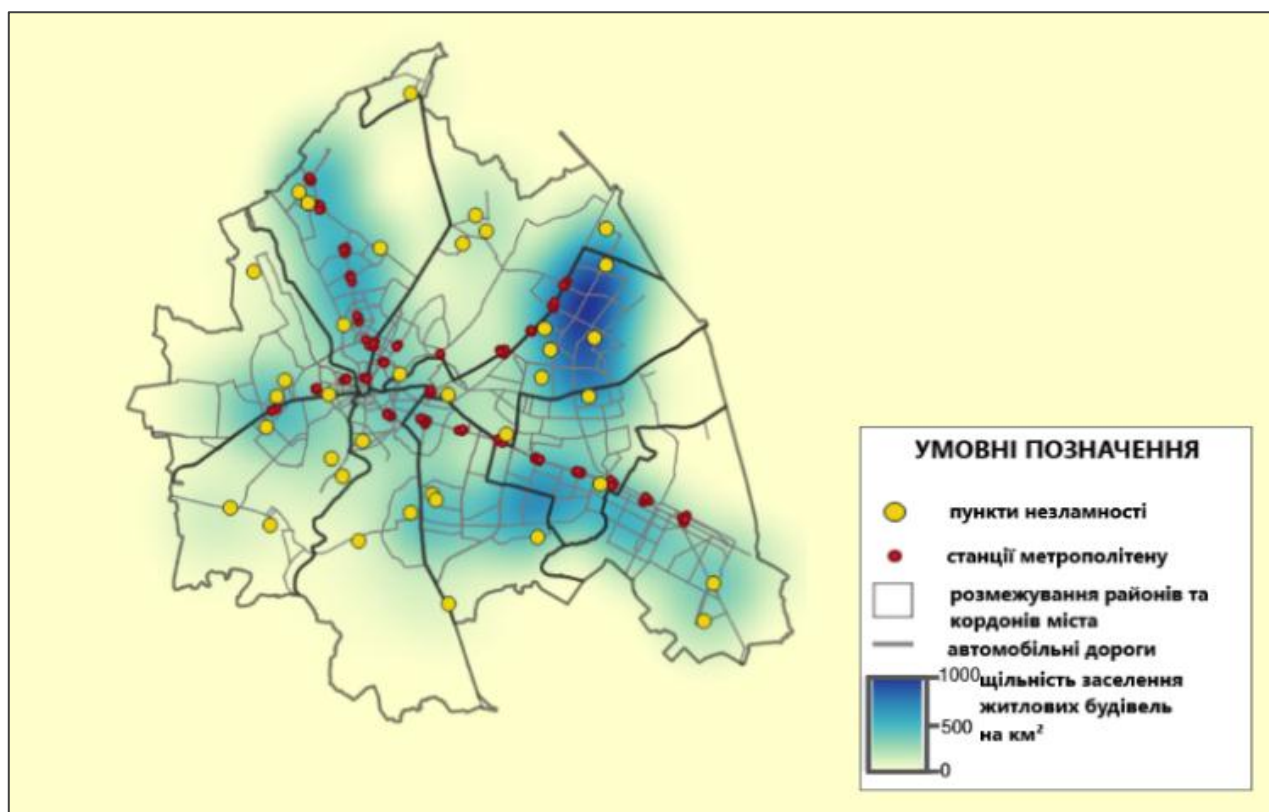 УМОВНІ ПОЗНАЧЕННЯ
пункти незламності
станції метрополітену
розмежування районів та
кордонів міста
автомобільні дороги
1000
щільність заселення
житлових будівель
500
на км²
0